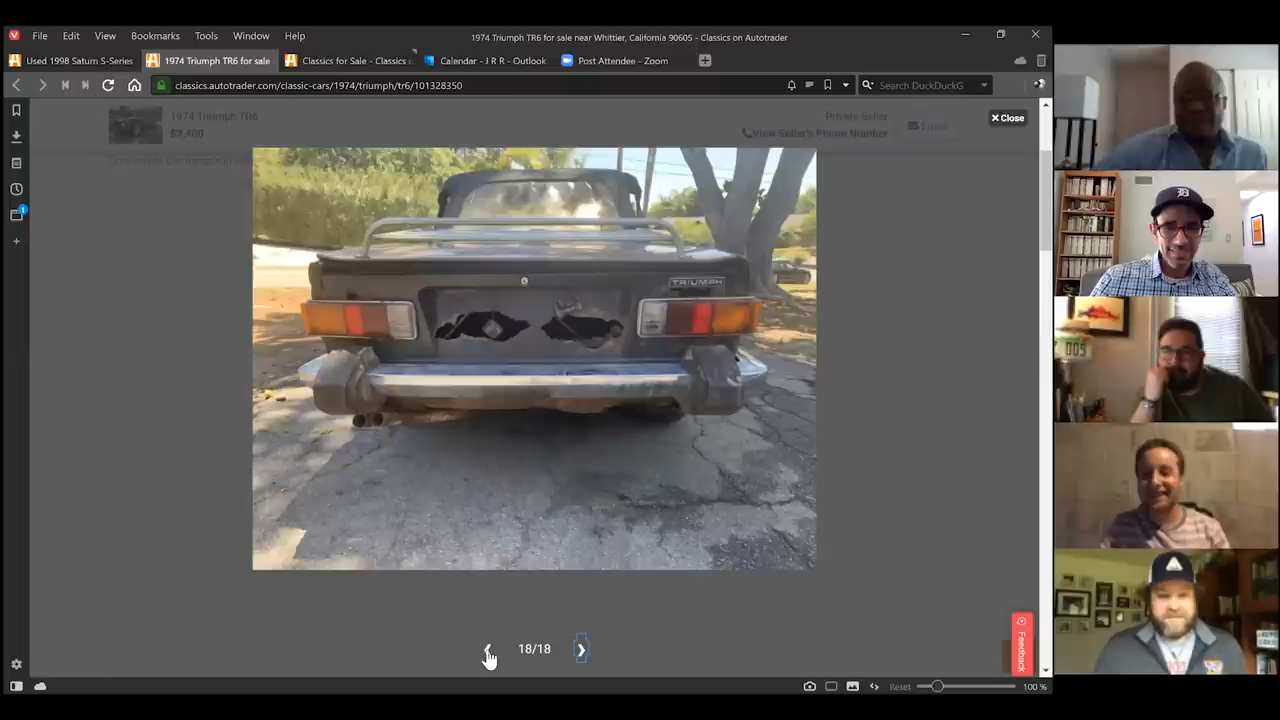 File Edit View Bookmarks Tools Window Help
1974 Triumph TR6 for sale near Whittier, California 90605 - Classics on Autotrader
Used 1998 Saturn S-Series
1974 Triumph TR6 for sale
Classics for Sale - Classics c
Calendar - J R R - Outlook
Post Attendee - Zoom
classics.autotrader.com/classic-cars/1974/triumph/tr6/101328350
Search DuckDuckG
1974 Triumph TR6
$3,400
Private Seller
View Seller's Phone Number
Email
Close
TRIUMPH
18/18
Feedback
Reset
100 %
1
D
009